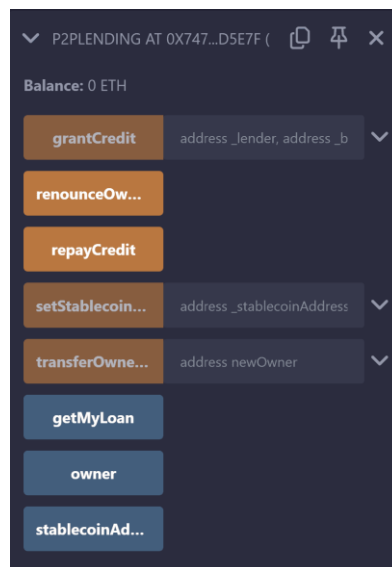 P2PLENDING AT 0X747...D5E7F (
Balance: 0 ETH
grantCredit address _lender, address _b
renounceOw...
repayCredit
setStablecoin... address _stablecoinAddress
transferOwne... address newOwner
getMyLoan
owner
stablecoinAd...